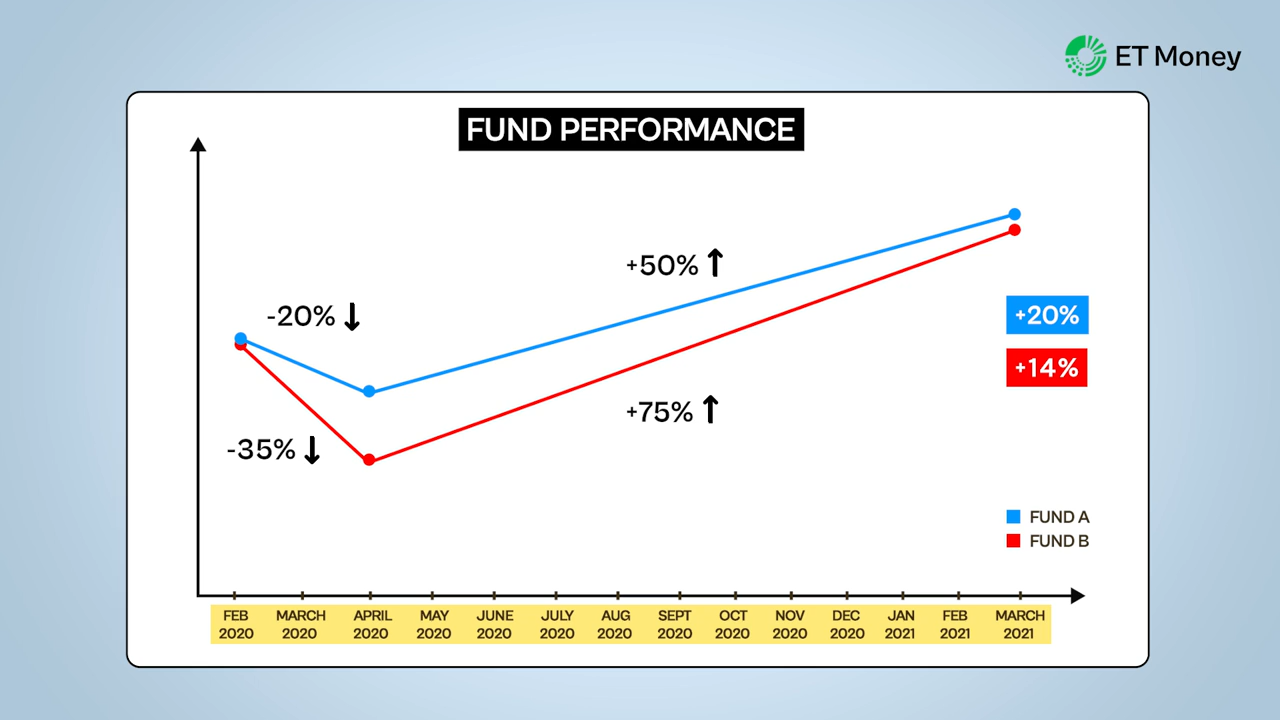 ET Money
FUND PERFORMANCE
+50% ↑
-20% ↓
+20%
+14%
+75% ↑
-35% ↓
FUND A
FUND B
FEB MARCH APRIL MAY JUNE JULY AUG SEPT OCT NOV DEC JAN FEB MARCH
2020 2020 2020 2020 2020 2020 2020 2020 2020 2020 2020 2021 2021 2021